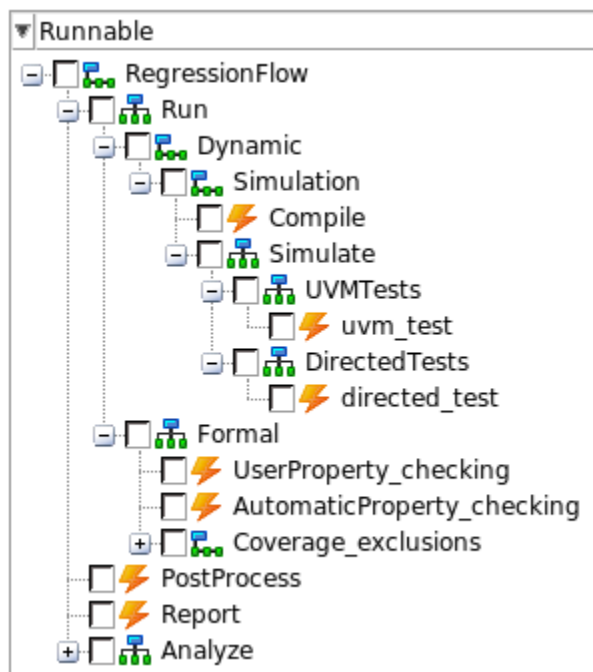 Runnable
RegressionFlow
Run
Dynamic
Simulation
Compile
Simulate
UVMTests
uvm_test
DirectedTests
directed_test
Formal
UserProperty_checking
AutomaticProperty_checking
Coverage_exclusions
PostProcess
Report
Analyze